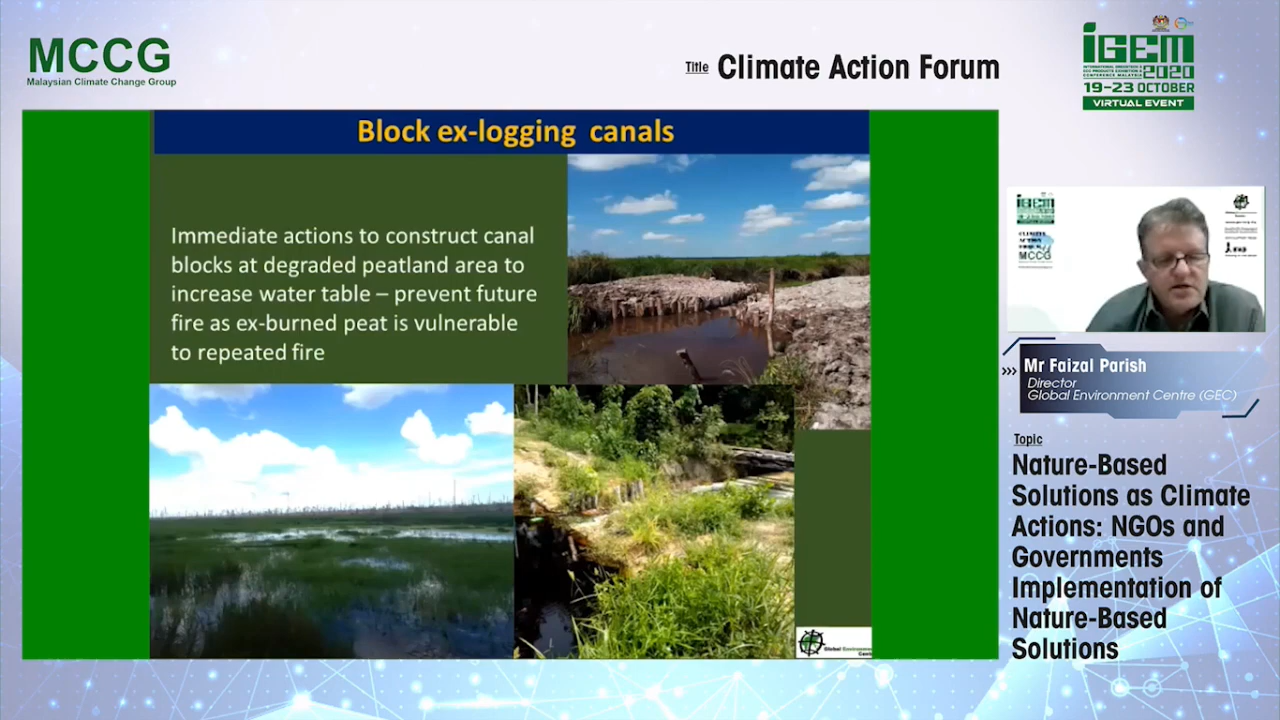 MCCG
Malaysian Climate Change Group
Title Climate Action Forum
iGEM
2020
19-23 OCTOBER
VIRTUAL EVENT
Block ex-logging canals
Immediate actions to construct canal
blocks at degraded peatland area to
increase water table – prevent future
fire as ex-burned peat is vulnerable
to repeated fire
MCCG
Mr Faizal Parish
Director
Global Environment Centre (GEC)
Topic
Nature-Based
Solutions as Climate
Actions: NGOs and
Governments
Implementation of
Nature-Based
Solutions